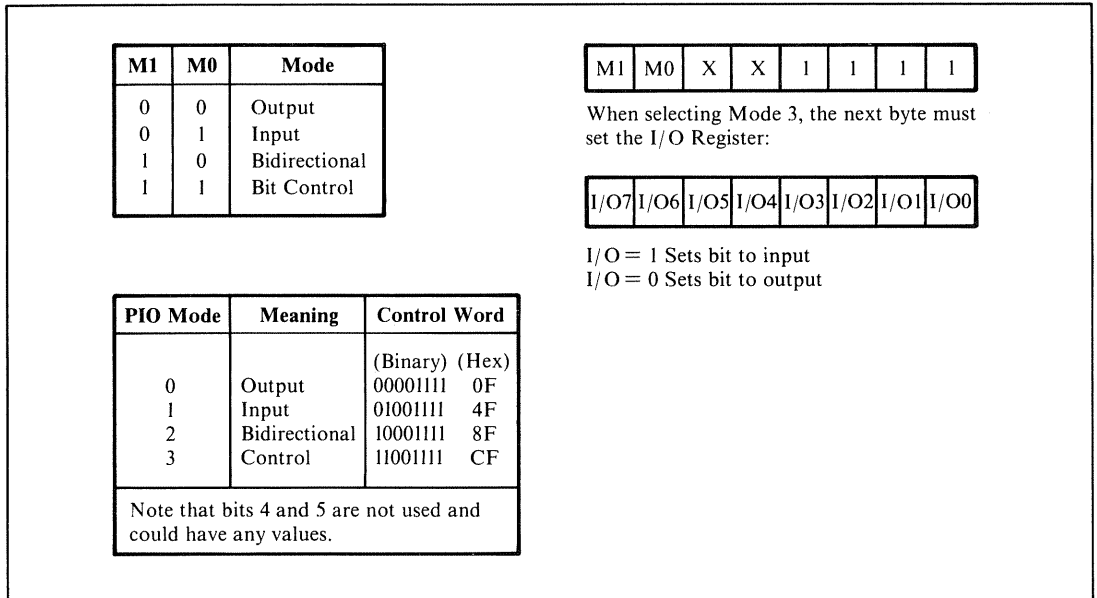 M1 M0 Mode
0 0 Output
0 1 Input
1 0 Bidirectional
1 1 Bit Control
M1 M0 X X 1 1 1 1
When selecting Mode 3, the next byte must
set the I/O Register:
I/O7 I/O6 I/O5 I/O4 I/O3 I/O2 I/O1 I/O0
I/O = 1 Sets bit to input
I/O = 0 Sets bit to output
PIO Mode Meaning Control Word
(Binary) (Hex)
0 Output 00001111 0F
1 Input 01001111 4F
2 Bidirectional 10001111 8F
3 Control 11001111 CF
Note that bits 4 and 5 are not used and
could have any values.